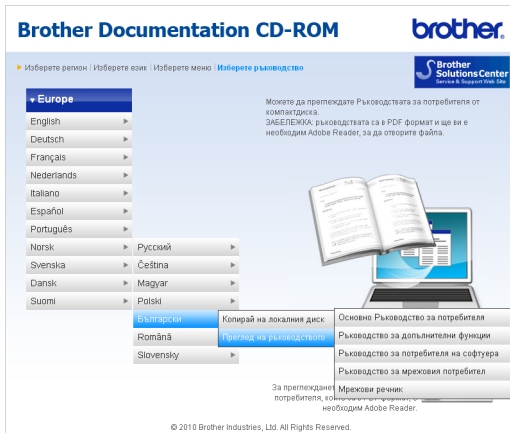 Brother Documentation CD-ROM
brother.
Изберете регион | Изберете език | Изберете меню | Изберете ръководство
Brother
Solutions Center
Service & Support Web Site
Europe
English
Deutsch
Français
Nederlands
Italiano
Español
Português
Norsk
Svenska
Dansk
Suomi
Русский
Čeština
Magyar
Polski
Български
Română
Slovensky
Копирай на локалния диск
Преглед на ръководството
Основно Ръководство за потребителя
Ръководство за допълнителни функции
Ръководство за потребителя на софтуера
Ръководство за мрежовия потребител
Мрежови речник
Можете да преглеждате Ръководствата за потребителя от
компактдиска.
ЗАБЕЛЕЖКА: ръководствата са в PDF формат и ще ви е
необходим Adobe Reader, за да отворите файла.
За преглеждане
потребителя, ко
необходим Adobe Reader.
© 2010 Brother Industries, Ltd. All Rights Reserved.